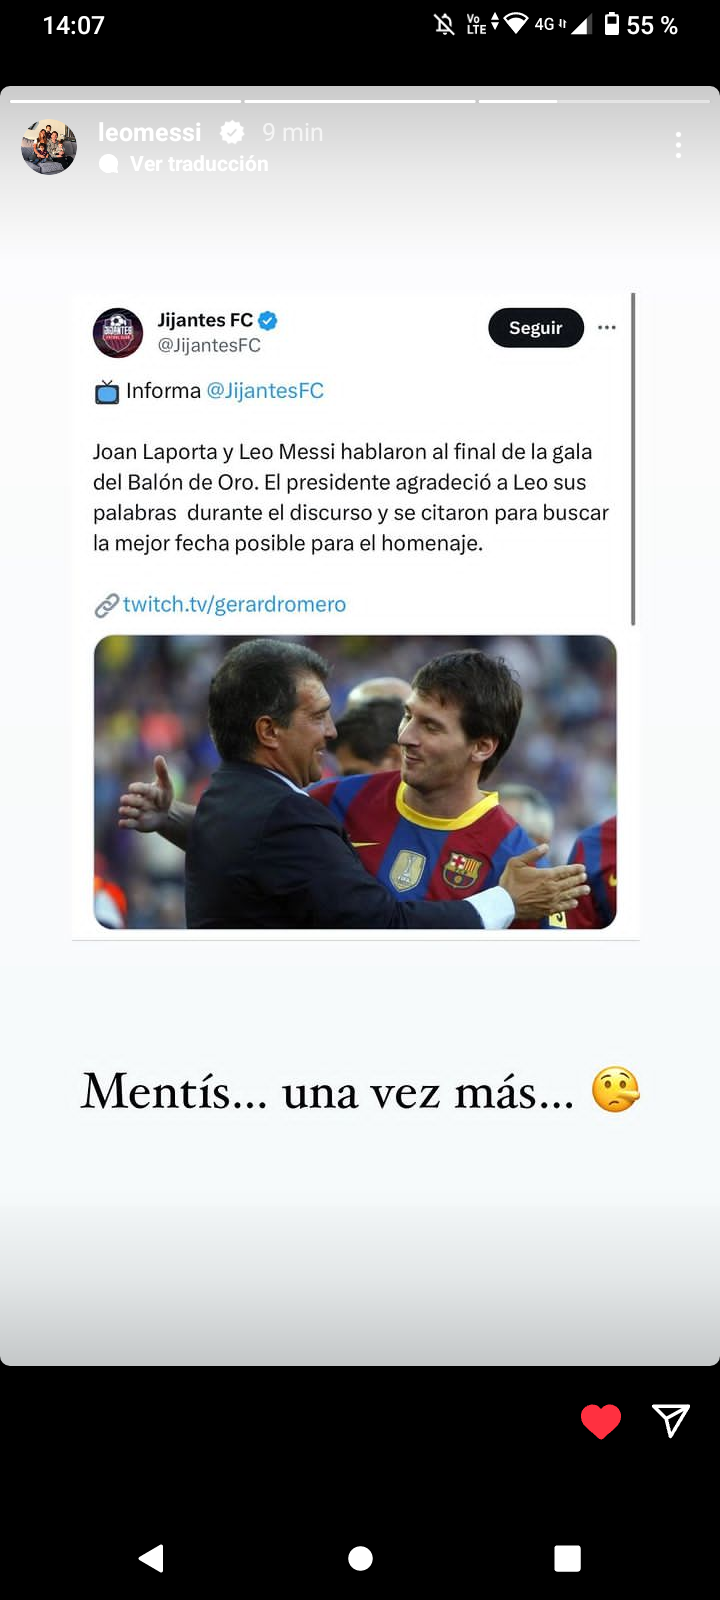 14:07
Vo LTE 4G 55 %
leomessi 9 min
Ver traducción
Jijantes FC
@JijantesFC
Seguir
Informa @JijantesFC
Joan Laporta y Leo Messi hablaron al final de la gala
del Balón de Oro. El presidente agradeció a Leo sus
palabras durante el discurso y se citaron para buscar
la mejor fecha posible para el homenaje.
twitch.tv/gerardromero
Mentís... una vez más...